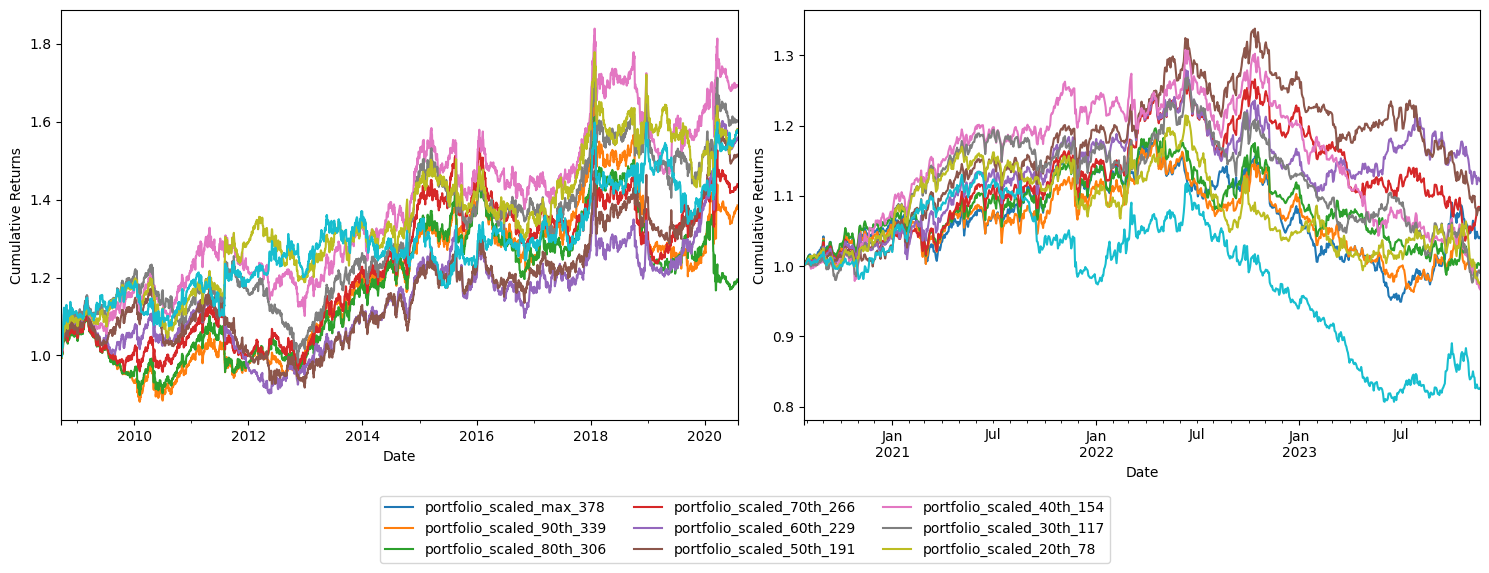 Cumulative Returns
1.8
1.6
1.4
1.2
1.0
2010
2012
2014
2016
2018
2020
Date
Cumulative Returns
1.3
1.2
1.1
1.0
0.9
0.8
Jan
2021
Jul
Jan
2022
Jul
Jan
2023
Jul
Date
portfolio_scaled_max_378
portfolio_scaled_90th_339
portfolio_scaled_80th_306
portfolio_scaled_70th_266
portfolio_scaled_60th_229
portfolio_scaled_50th_191
portfolio_scaled_40th_154
portfolio_scaled_30th_117
portfolio_scaled_20th_78